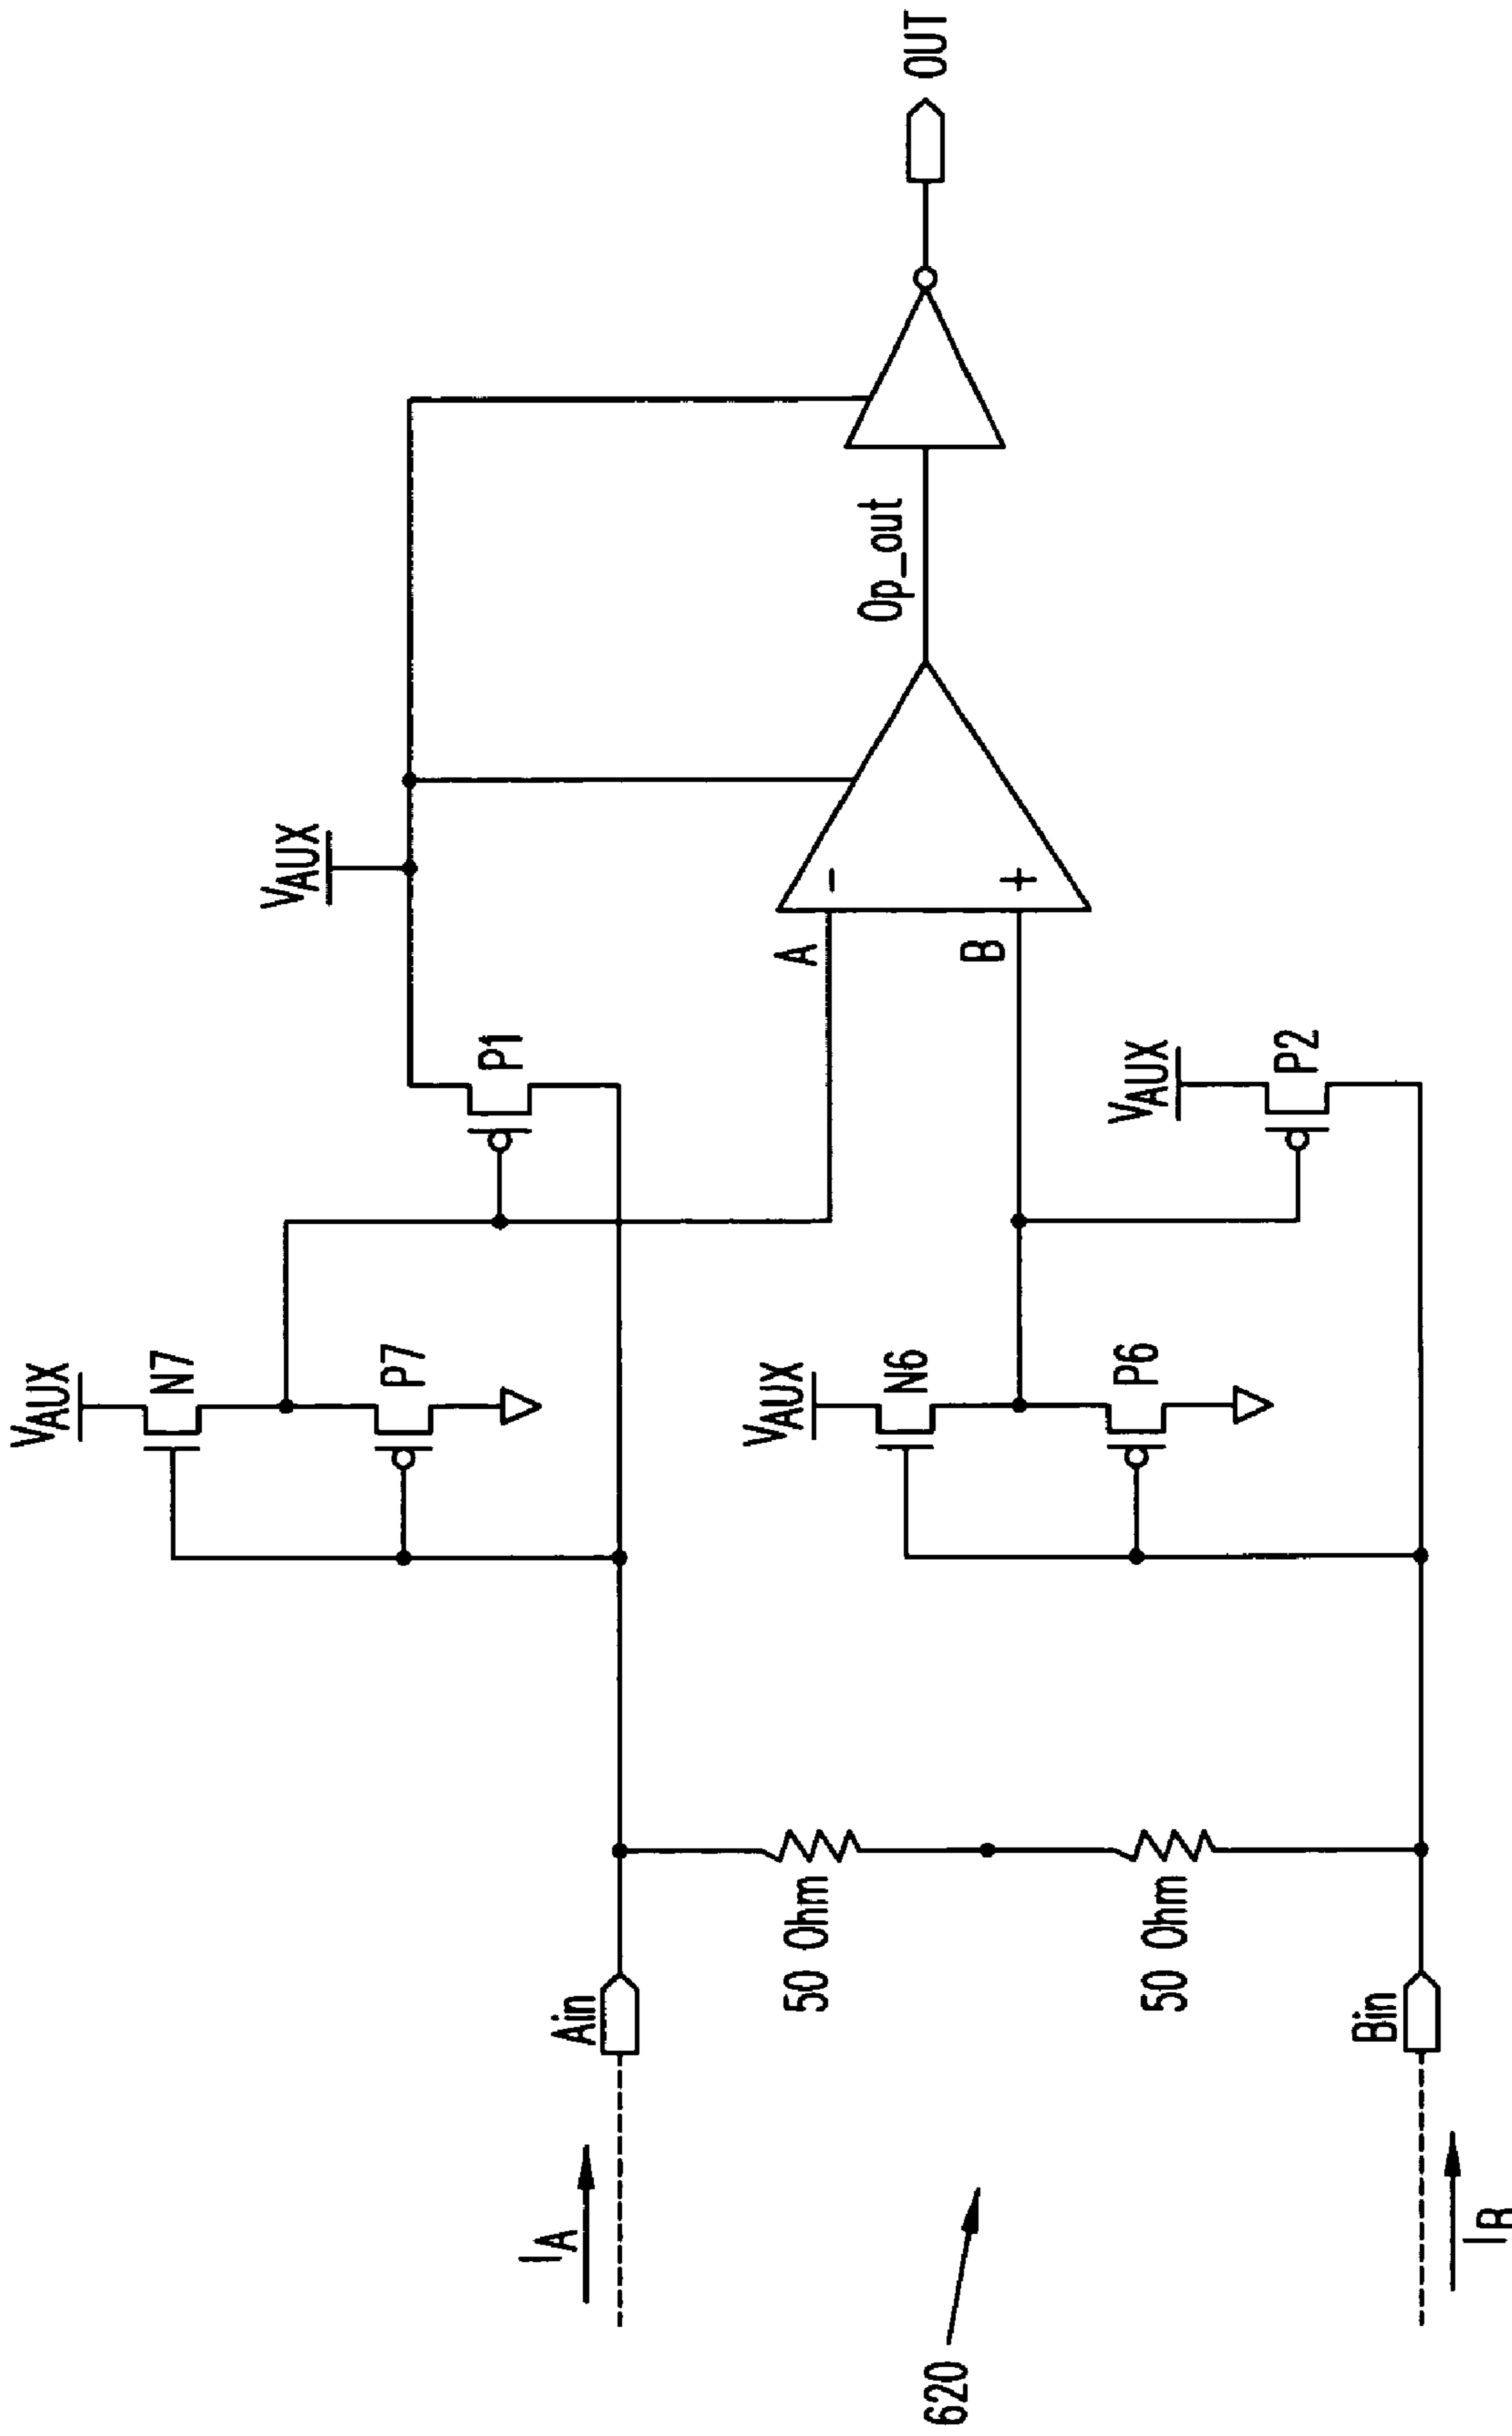 VAUX
N7
P7
VAUX
P1
Ain
IA
A
-
Op_out
OUT
VAUX
N6
P6
B
+
50 Ohm
50 Ohm
VAUX
P2
Bin
IB
620